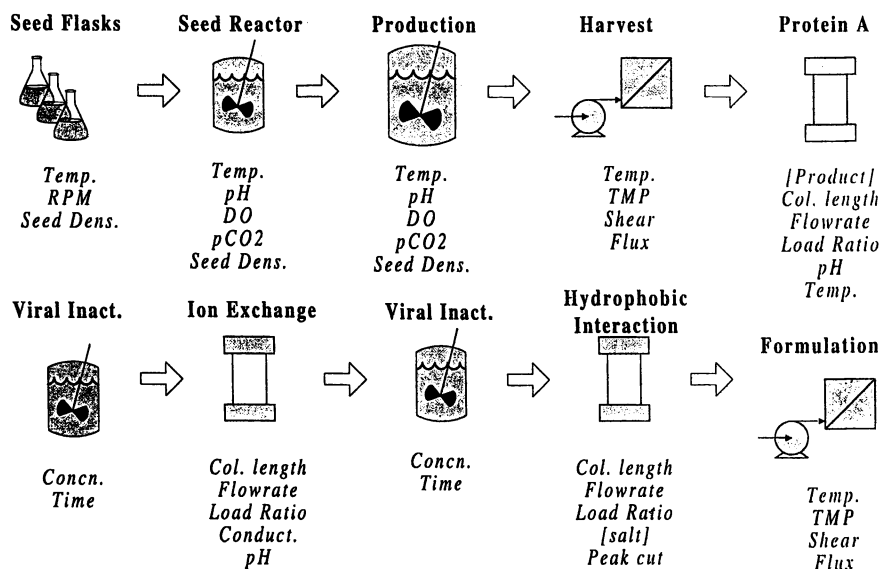 Seed Flasks
Temp.
RPM
Seed Dens.
Seed Reactor
Temp.
pH
DO
pCO2
Seed Dens.
Production
Temp.
pH
DO
pCO2
Seed Dens.
Harvest
Temp.
TMP
Shear
Flux
Protein A
[Product]
Col. length
Flowrate
Load Ratio
pH
Temp.
Viral Inact.
Concn.
Time
Ion Exchange
Col. length
Flowrate
Load Ratio
Conduct.
pH
Viral Inact.
Concn.
Time
Hydrophobic
Interaction
Col. length
Flowrate
Load Ratio
[salt]
Peak cut
Formulation
Temp.
TMP
Shear
Flux